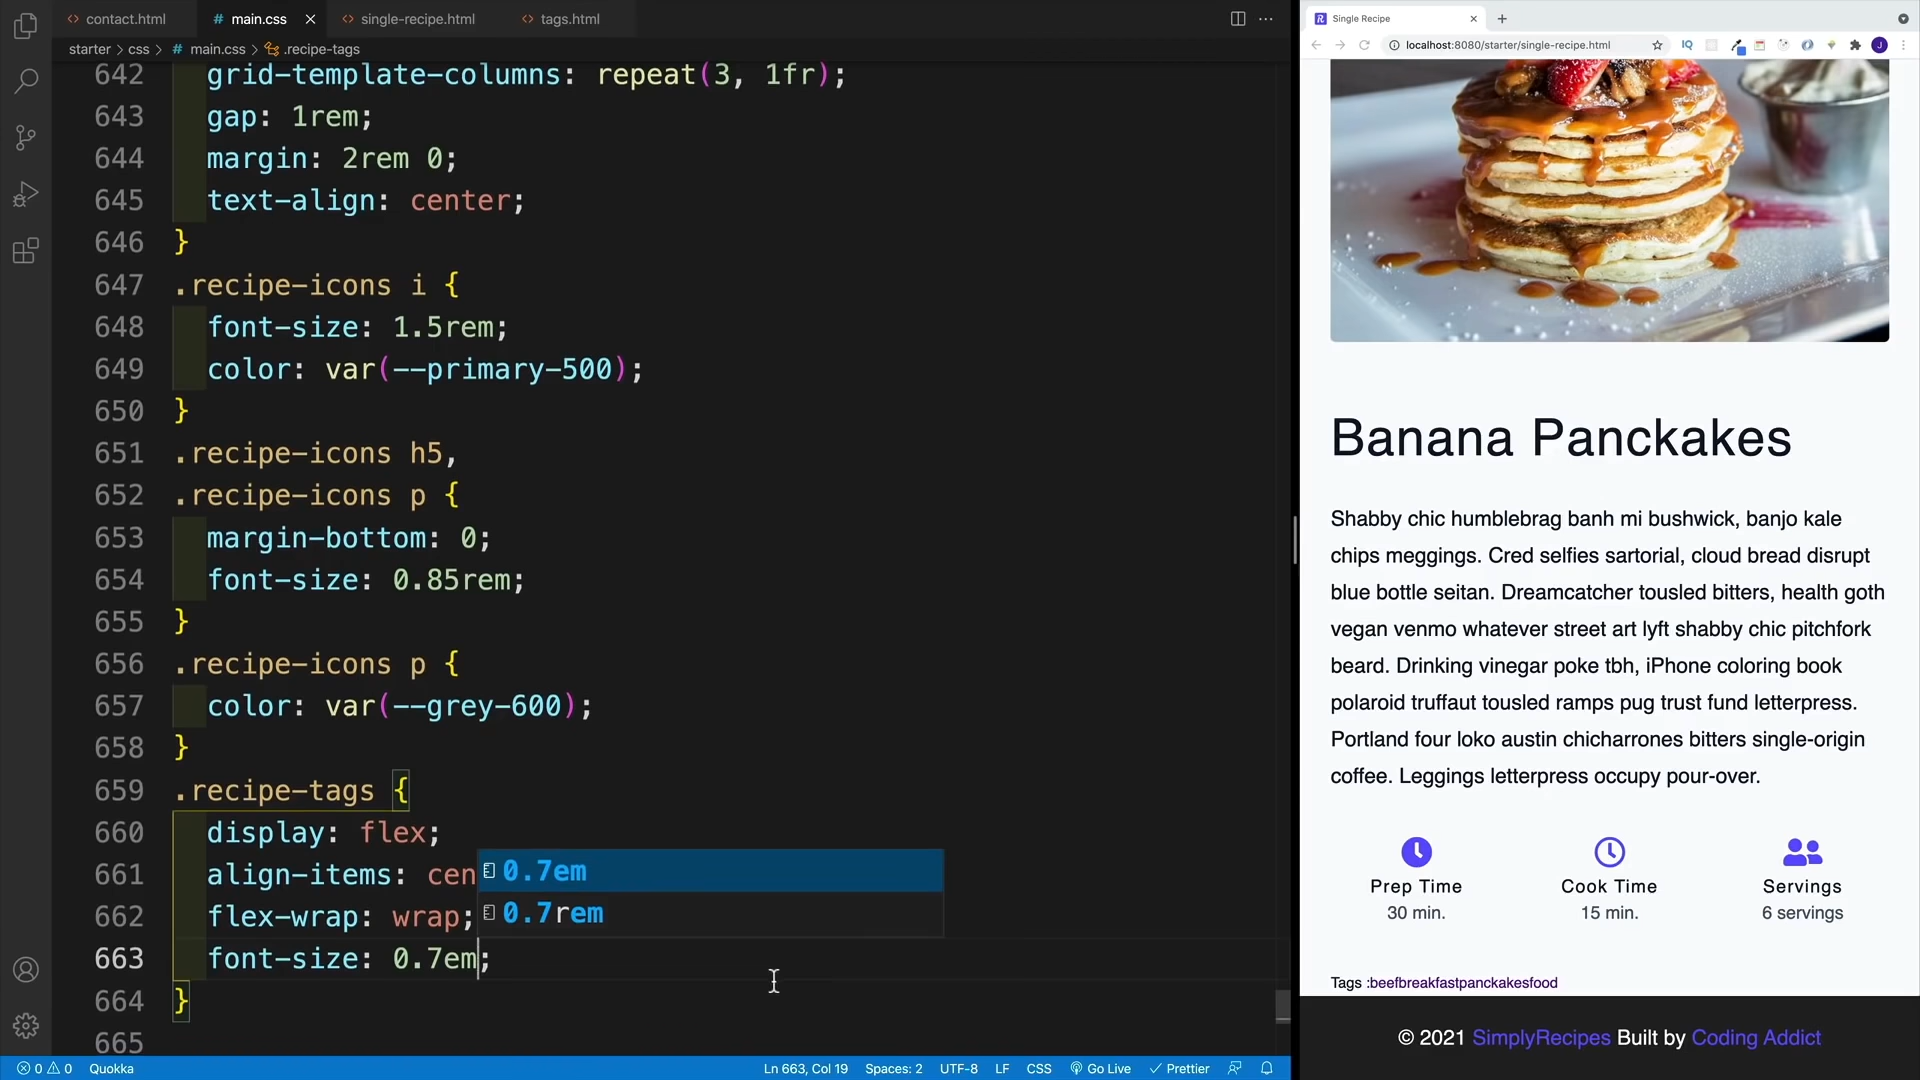 contact.html
main.css
single-recipe.html
tags.html
starter > css > # main.css > .recipe-tags
642 grid-template-columns: repeat(3, 1fr);
643 gap: 1rem;
644 margin: 2rem 0;
645 text-align: center;
646 }
647 .recipe-icons i {
648 font-size: 1.5rem;
649 color: var(--primary-500);
650 }
651 .recipe-icons h5,
652 .recipe-icons p {
653 margin-bottom: 0;
654 font-size: 0.85rem;
655 }
656 .recipe-icons p {
657 color: var(--grey-600);
658 }
659 .recipe-tags {
660 display: flex;
661 align-items: cen
0.7em
662 flex-wrap: wrap;
0.7rem
663 font-size: 0.7em;
664 }
665
0 0 Quokka Ln 663, Col 19 Spaces: 2 UTF-8 LF CSS Go Live Prettier
Single Recipe
localhost:8080/starter/single-recipe.html
IQ
J
Banana Panckakes
Shabby chic humblebrag banh mi bushwick, banjo kale
chips meggings. Cred selfies sartorial, cloud bread disrupt
blue bottle seitan. Dreamcatcher tousled bitters, health goth
vegan venmo whatever street art lyft shabby chic pitchfork
beard. Drinking vinegar poke tbh, iPhone coloring book
polaroid truffaut tousled ramps pug trust fund letterpress.
Portland four loko austin chicharrones bitters single-origin
coffee. Leggings letterpress occupy pour-over.
Prep Time Cook Time Servings
30 min. 15 min. 6 servings
Tags :beefbreakfastpanckakesfood
© 2021 SimplyRecipes Built by Coding Addict